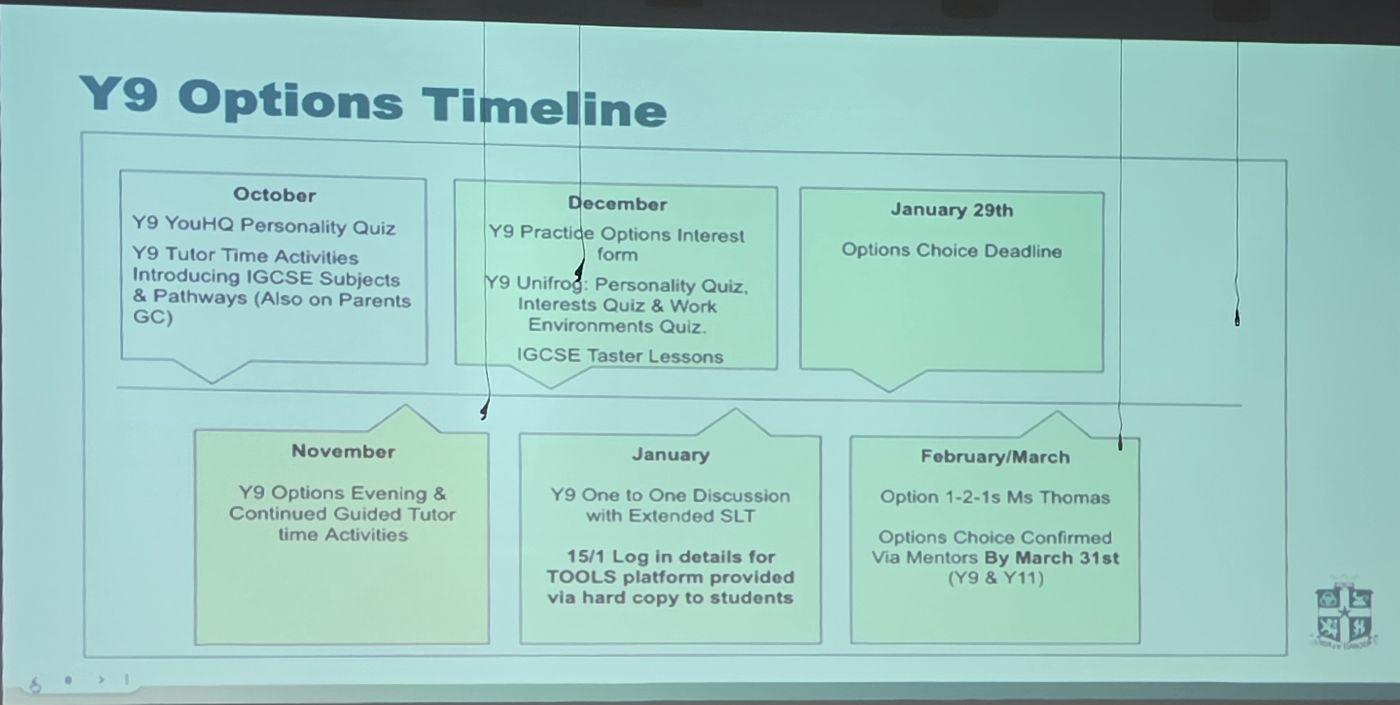 Y9 Options Timeline
October
Y9 YouHQ Personality Quiz
Y9 Tutor Time Activities
Introducing IGCSE Subjects
& Pathways (Also on Parents
GC)
December
Y9 Practice Options Interest
form
Y9 Unifrog: Personality Quiz,
Interests Quiz & Work
Environments Quiz.
IGCSE Taster Lessons
January 29th
Options Choice Deadline
November
Y9 Options Evening &
Continued Guided Tutor
time Activities
January
Y9 One to One Discussion
with Extended SLT
15/1 Log in details for
TOOLS platform provided
via hard copy to students
February/March
Option 1-2-1s Ms Thomas
Options Choice Confirmed
Via Mentors By March 31st
(Y9 & Y11)